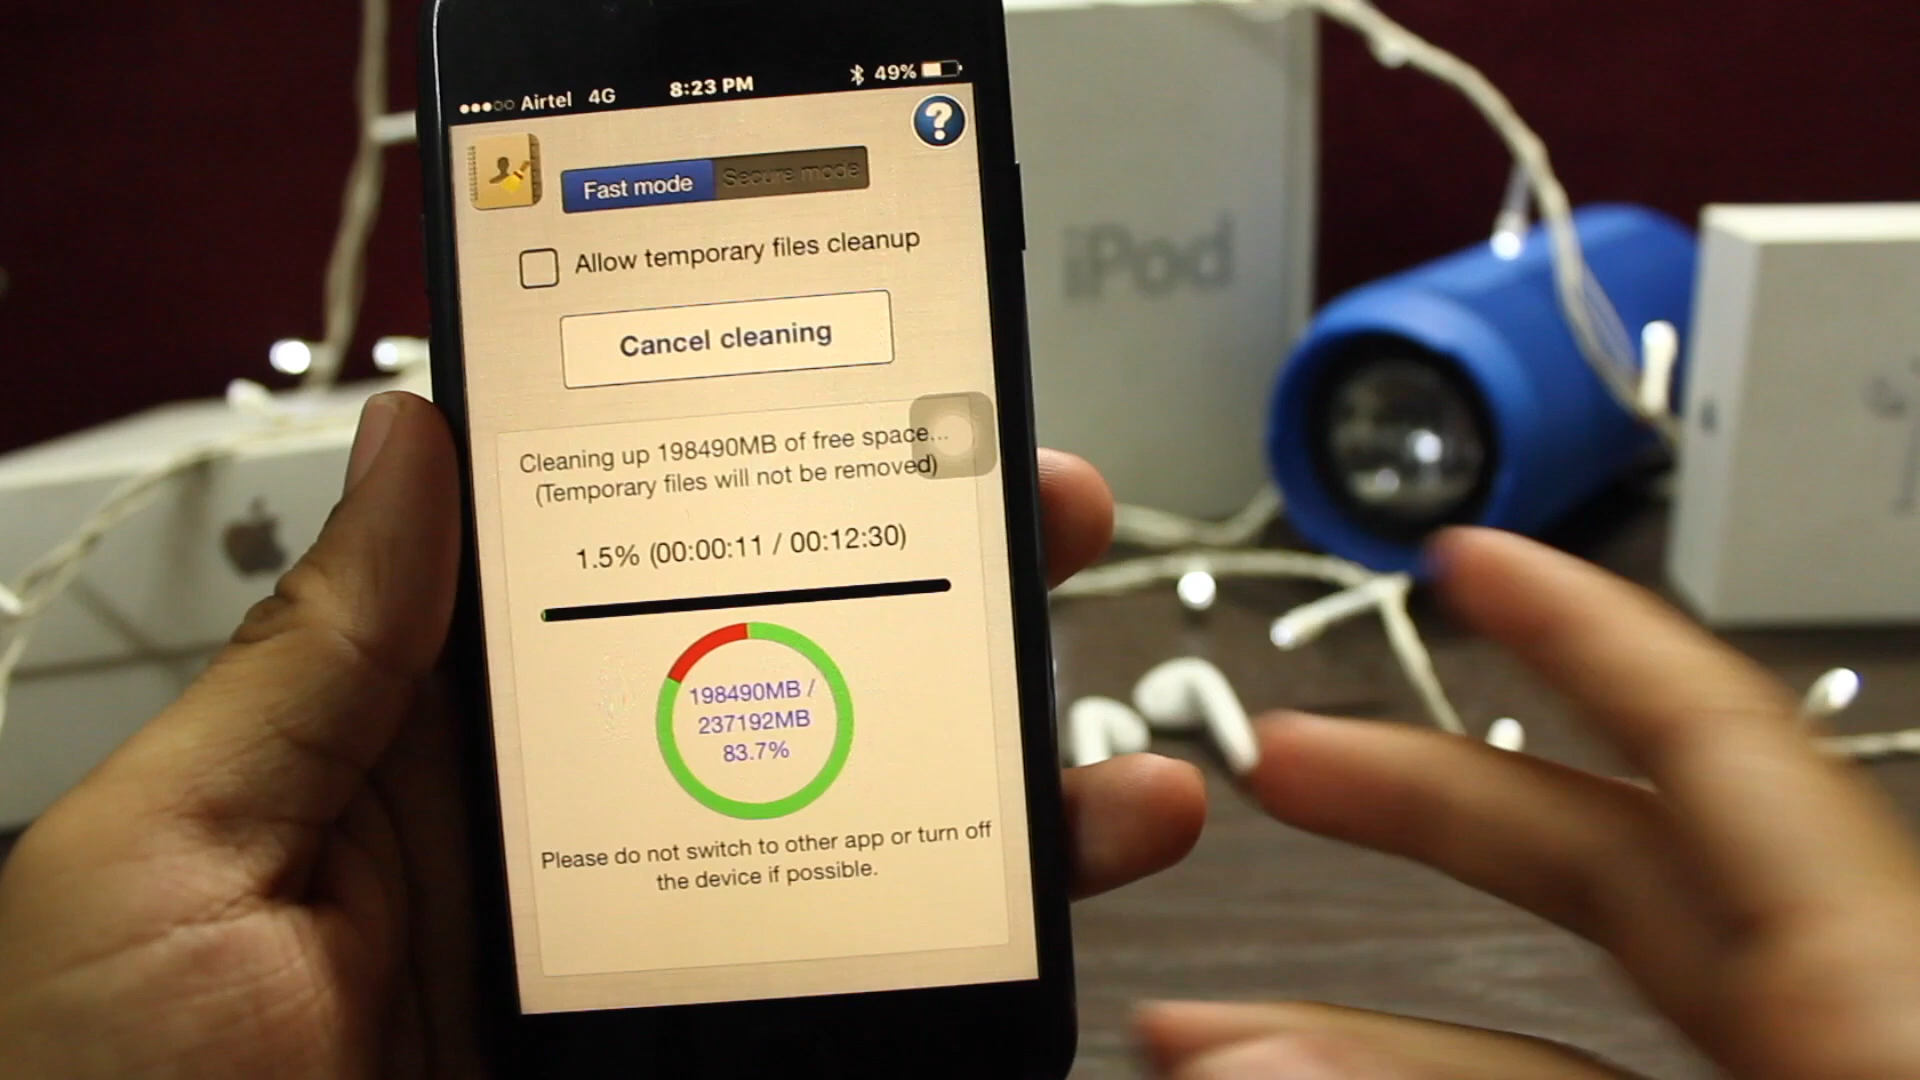 Airtel 4G 8:23 PM 49%
?
Fast mode Secure mode
Allow temporary files cleanup
Cancel cleaning
Cleaning up 198490MB of free space...
(Temporary files will not be removed)
1.5% (00:00:11 / 00:12:30)
198490MB /
237192MB
83.7%
Please do not switch to other app or turn off
the device if possible.
iPod